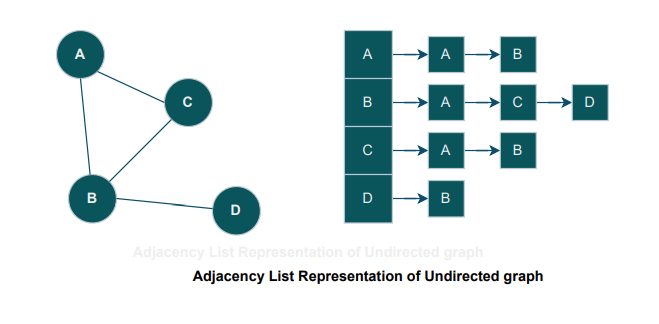 A
C
B
D
A A B
B A C D
C A B
D B
Adjacency List Representation of Undirected graph
Adjacency List Representation of Undirected graph